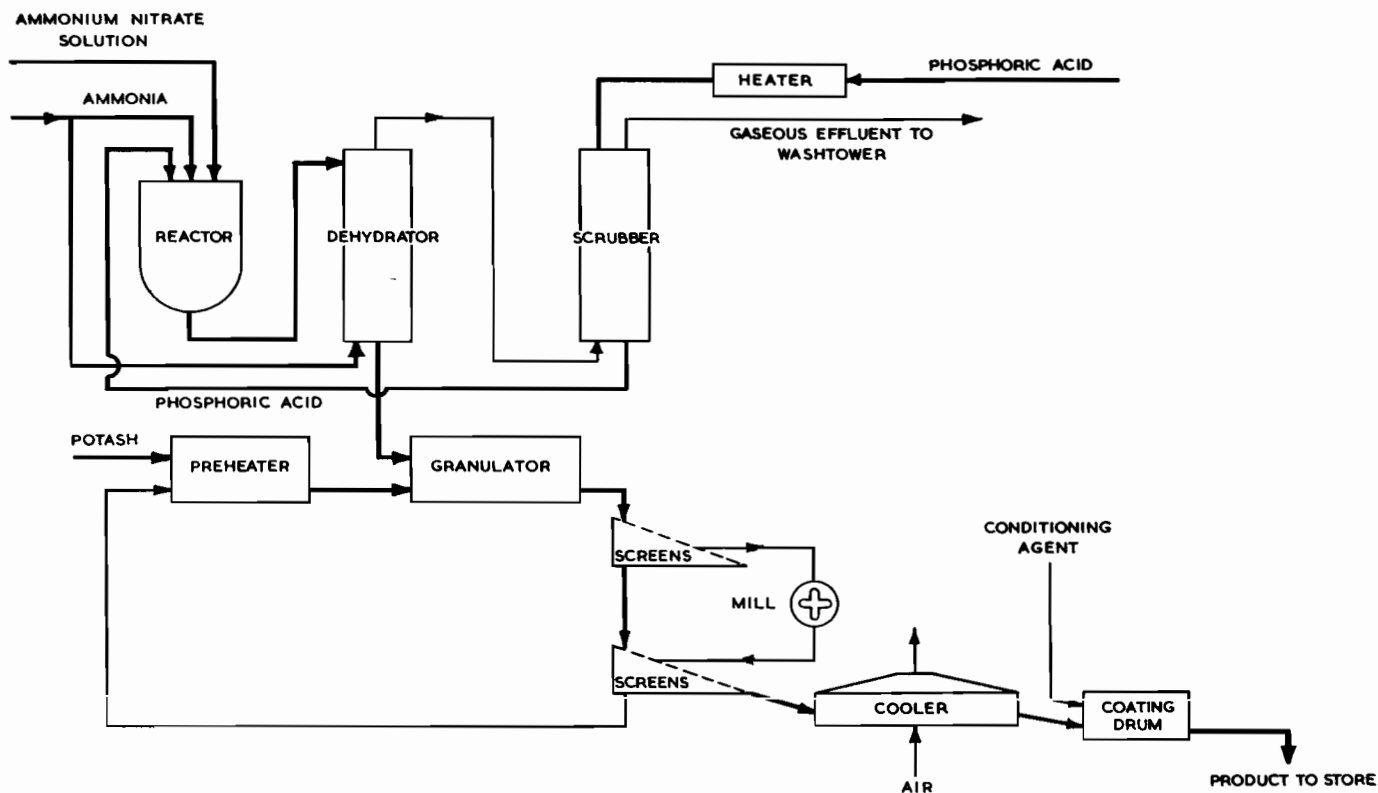 AMMONIUM NITRATE
SOLUTION
AMMONIA
HEATER
PHOSPHORIC ACID
GASEOUS EFFLUENT TO
WASHTOWER
REACTOR
DEHYDRATOR
SCRUBBER
PHOSPHORIC ACID
POTASH
PREHEATER
GRANULATOR
SCREENS
MILL
SCREENS
CONDITIONING
AGENT
COOLER
COATING
DRUM
AIR
PRODUCT TO STORE